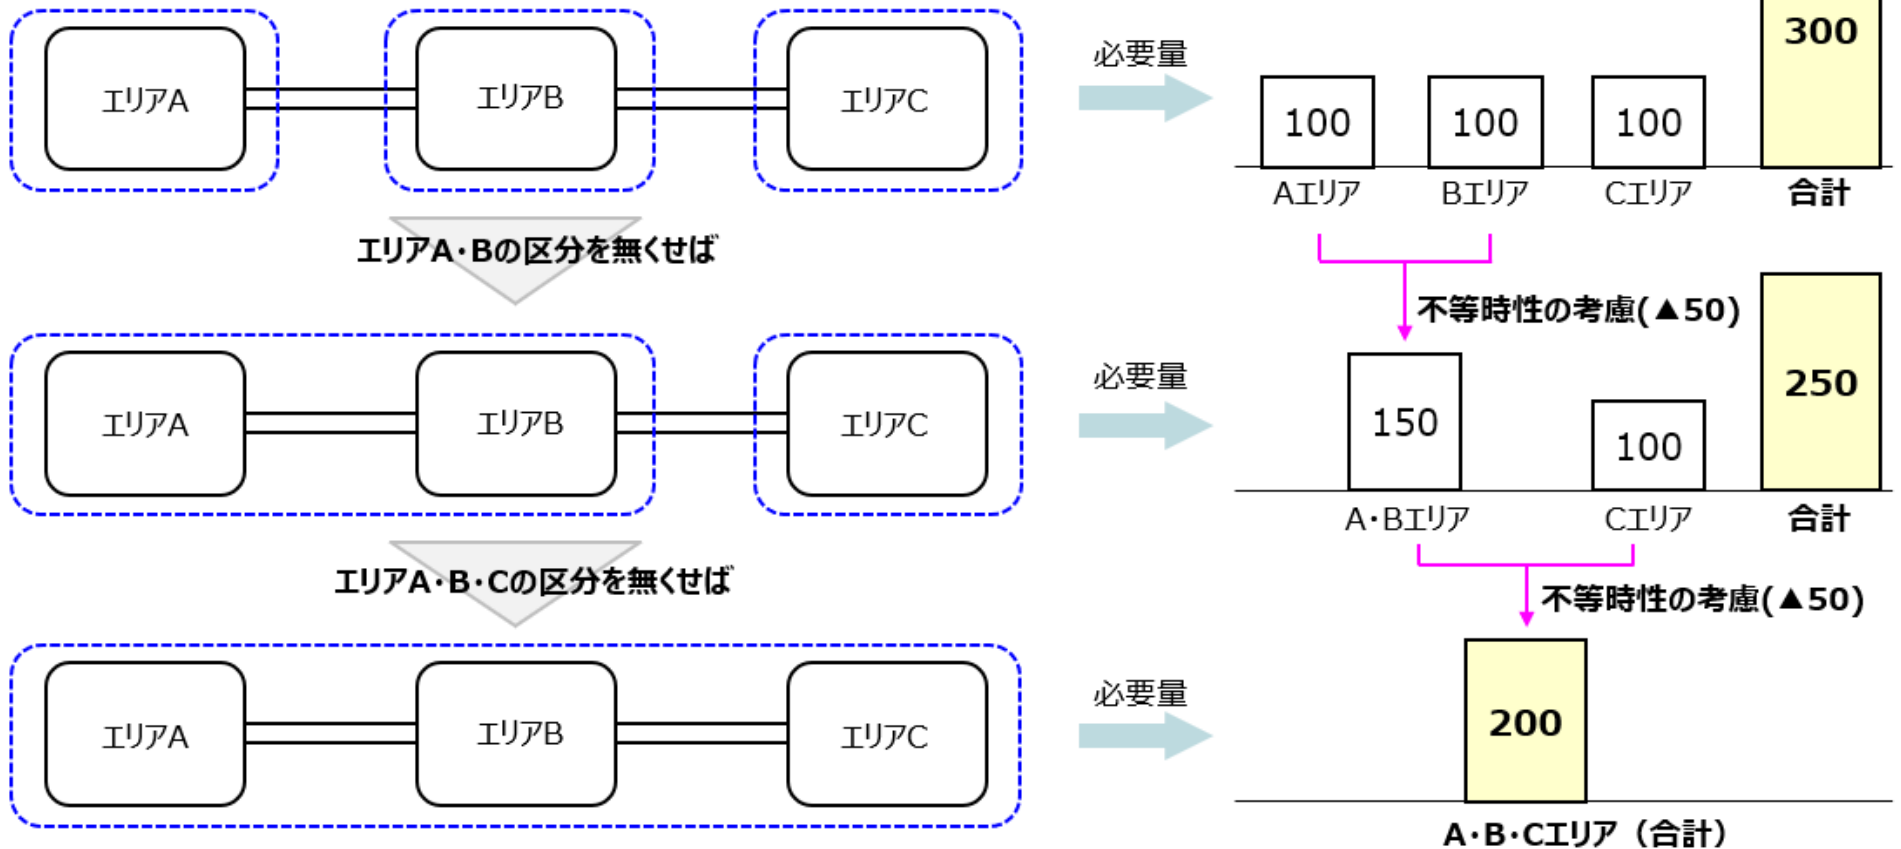 エリアA
エリアB
エリアC
必要量
100
100
100
300
Aエリア
Bエリア
Cエリア
合計
エリアA・Bの区分を無くせば
不等時性の考慮(▲50)
エリアA
エリアB
エリアC
必要量
150
100
250
A・Bエリア
Cエリア
合計
エリアA・B・Cの区分を無くせば
不等時性の考慮(▲50)
エリアA
エリアB
エリアC
必要量
200
A・B・Cエリア（合計）